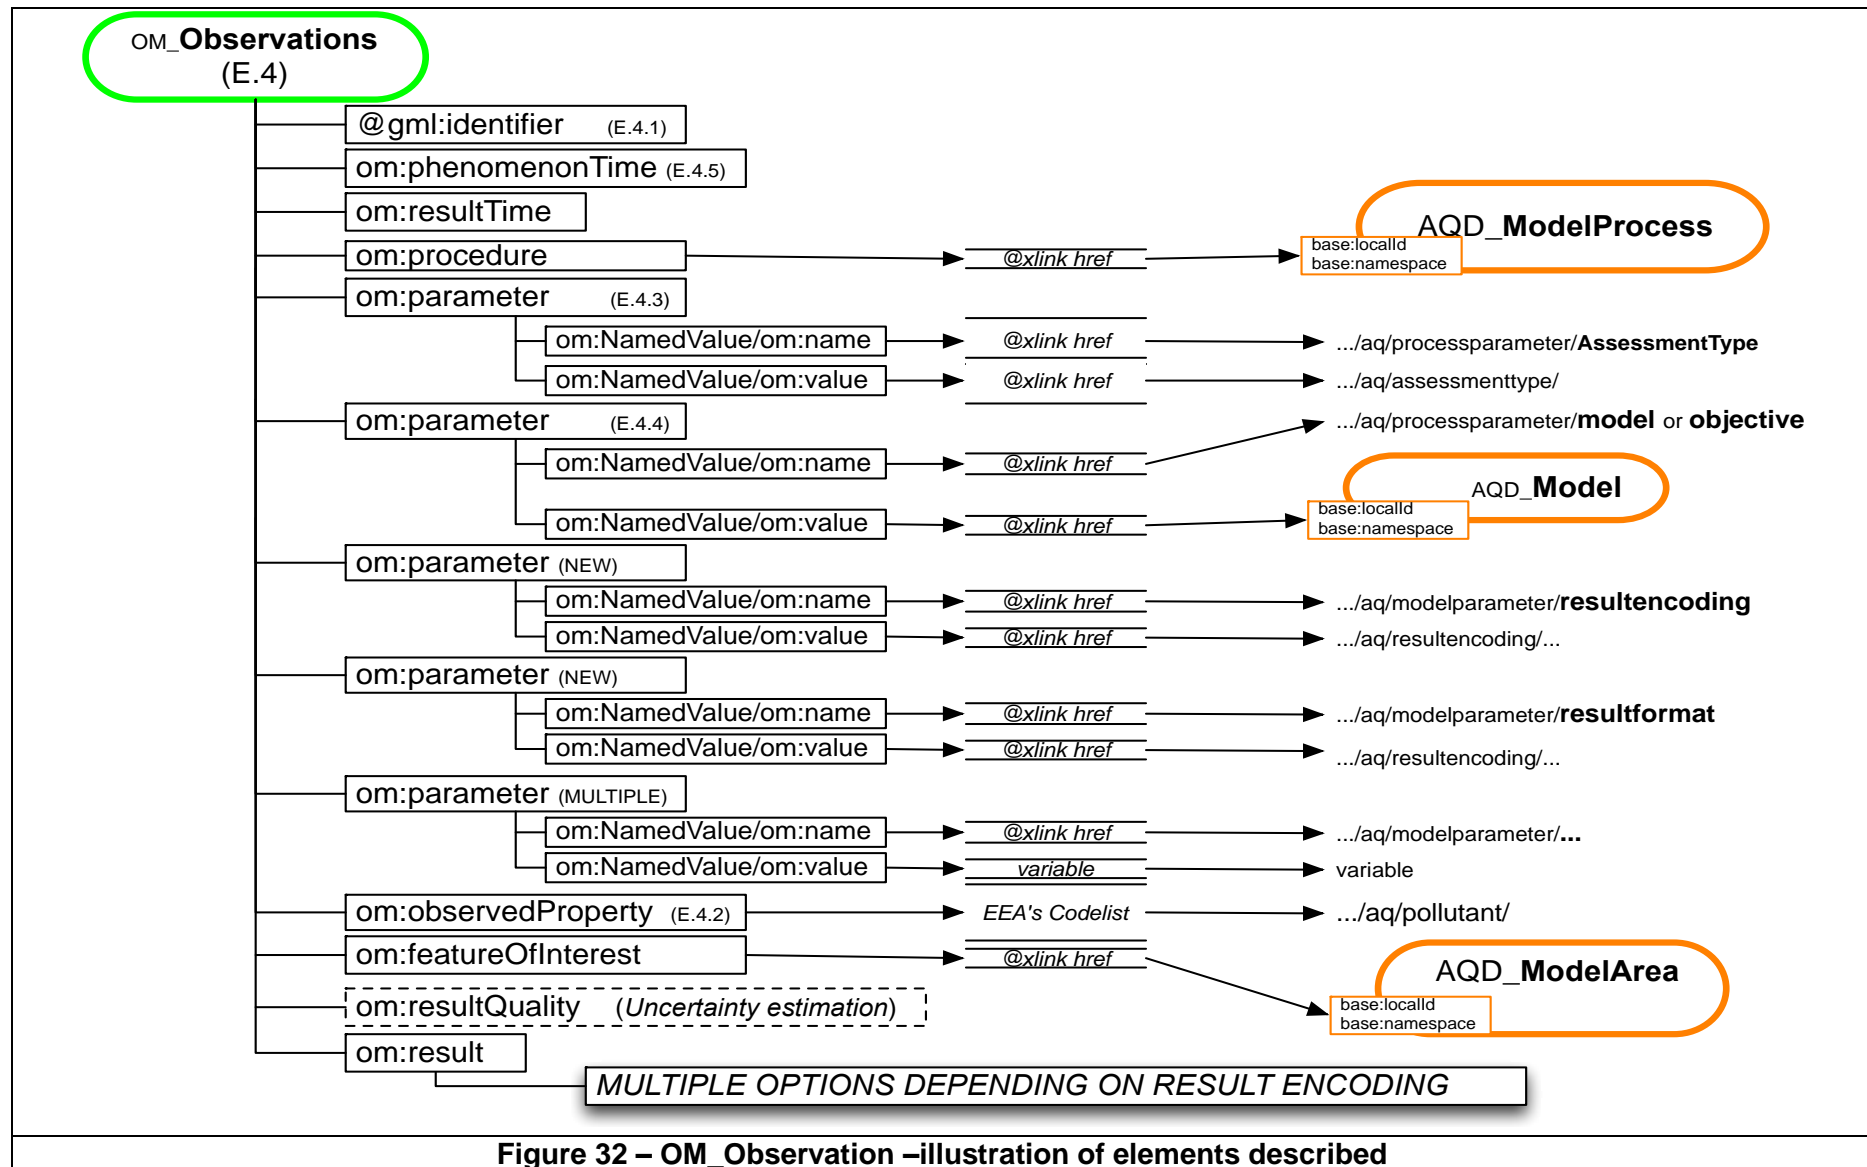 OM_Observations
(E.4)
@gml:identifier (E.4.1)
om:phenomenonTime (E.4.5)
om:resultTime
om:procedure
@xlink href
AQD_ModelProcess
base:localId
base:namespace
om:parameter (E.4.3)
om:NamedValue/om:name
@xlink href
.../aq/processparameter/AssessmentType
om:NamedValue/om:value
@xlink href
.../aq/assessmenttype/
om:parameter (E.4.4)
om:NamedValue/om:name
@xlink href
.../aq/processparameter/model or objective
om:NamedValue/om:value
@xlink href
AQD_Model
base:localId
base:namespace
om:parameter (NEW)
om:NamedValue/om:name
@xlink href
.../aq/modelparameter/resultencoding
om:NamedValue/om:value
@xlink href
.../aq/resultencoding/...
om:parameter (NEW)
om:NamedValue/om:name
@xlink href
.../aq/modelparameter/resultformat
om:NamedValue/om:value
@xlink href
.../aq/resultencoding/...
om:parameter (MULTIPLE)
om:NamedValue/om:name
@xlink href
.../aq/modelparameter/...
om:NamedValue/om:value
variable
variable
om:observedProperty (E.4.2)
EEA's Codelist
.../aq/pollutant/
om:featureOfInterest
@xlink href
AQD_ModelArea
base:localId
base:namespace
om:resultQuality (Uncertainty estimation)
om:result
MULTIPLE OPTIONS DEPENDING ON RESULT ENCODING
Figure 32 – OM_Observation –illustration of elements described